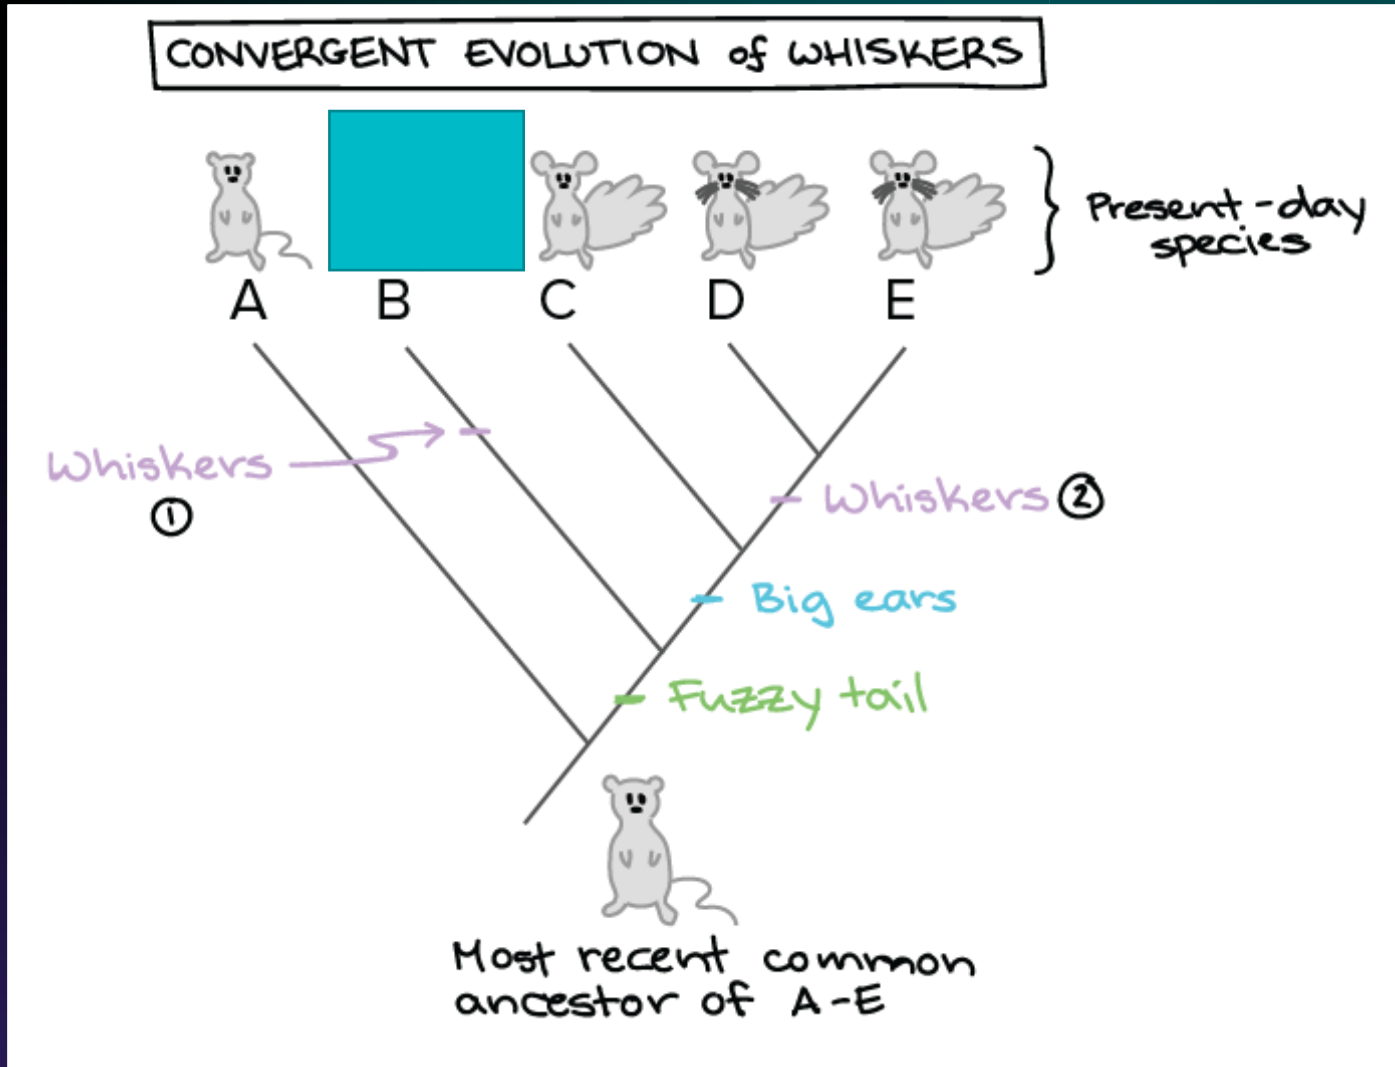 CONVERGENT EVOLUTION of WHISKERS
Present-day
species
A B C D E
Whiskers
1
Whiskers 2
Big ears
Fuzzy tail
Most recent common
ancestor of A-E